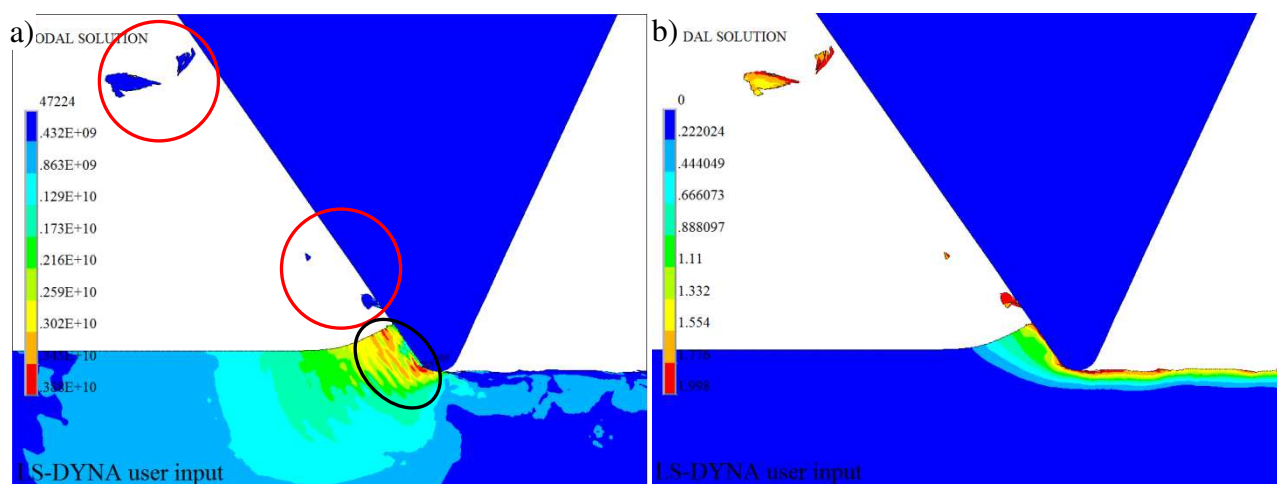 a)
ODAL SOLUTION
47224
.432E+09
.863E+09
.129E+10
.173E+10
.216E+10
.259E+10
.302E+10
LS-DYNA user input
b)
DAL SOLUTION
0
.222024
.444049
.666073
.888097
1.11
1.332
1.554
1.776
1.998
LS-DYNA user input